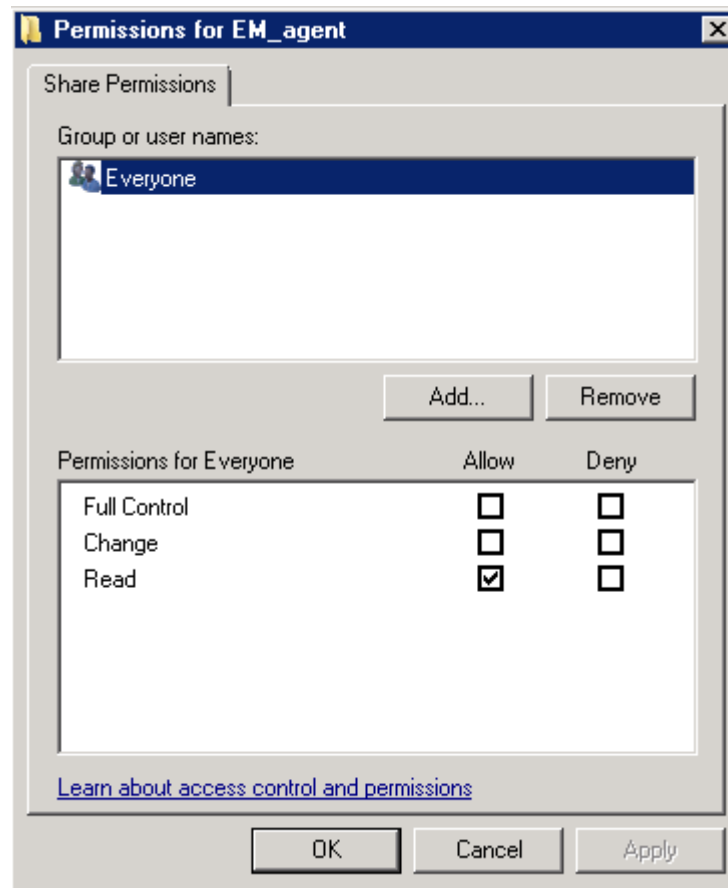 Permissions for EM_agent
Share Permissions
Group or user names:
Everyone
Add... Remove
Permissions for Everyone Allow Deny
Full Control
Change
Read
Learn about access control and permissions
OK Cancel Apply